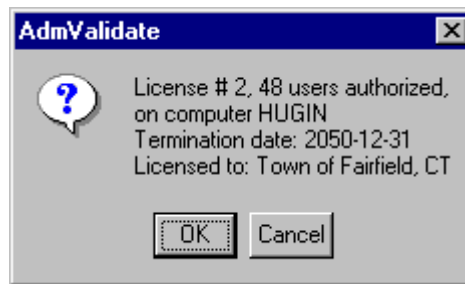 AdmValidate
License # 2, 48 users authorized,
on computer HUGIN
Termination date: 2050-12-31
Licensed to: Town of Fairfield, CT
OK
Cancel